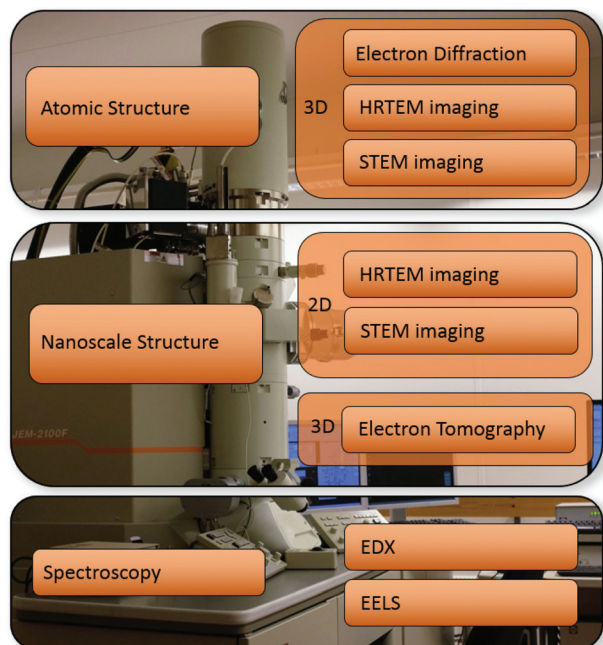 Atomic Structure
3D
Electron Diffraction
HRTEM imaging
STEM imaging
Nanoscale Structure
2D
HRTEM imaging
STEM imaging
3D
Electron Tomography
JEM-2100F
Spectroscopy
EDX
EELS